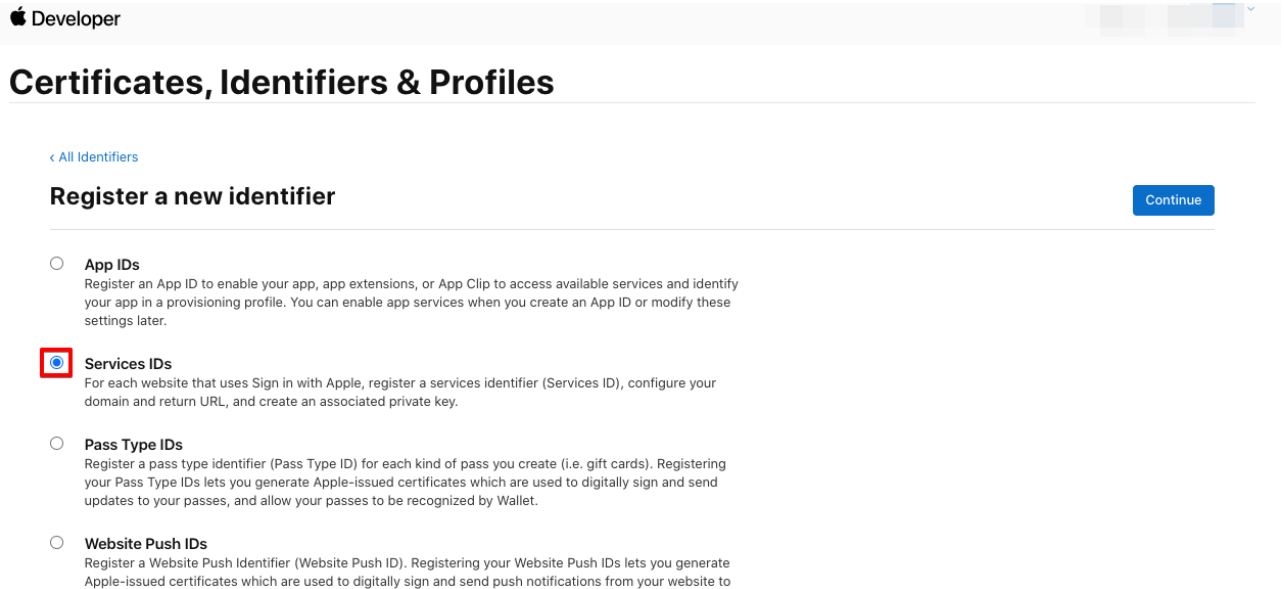 Developer
Certificates, Identifiers & Profiles
‹ All Identifiers
Register a new identifier
Continue
App IDs
Register an App ID to enable your app, app extensions, or App Clip to access available services and identify
your app in a provisioning profile. You can enable app services when you create an App ID or modify these
settings later.
Services IDs
For each website that uses Sign in with Apple, register a services identifier (Services ID), configure your
domain and return URL, and create an associated private key.
Pass Type IDs
Register a pass type identifier (Pass Type ID) for each kind of pass you create (i.e. gift cards). Registering
your Pass Type IDs lets you generate Apple-issued certificates which are used to digitally sign and send
updates to your passes, and allow your passes to be recognized by Wallet.
Website Push IDs
Register a Website Push Identifier (Website Push ID). Registering your Website Push IDs lets you generate
Apple-issued certificates which are used to digitally sign and send push notifications from your website to